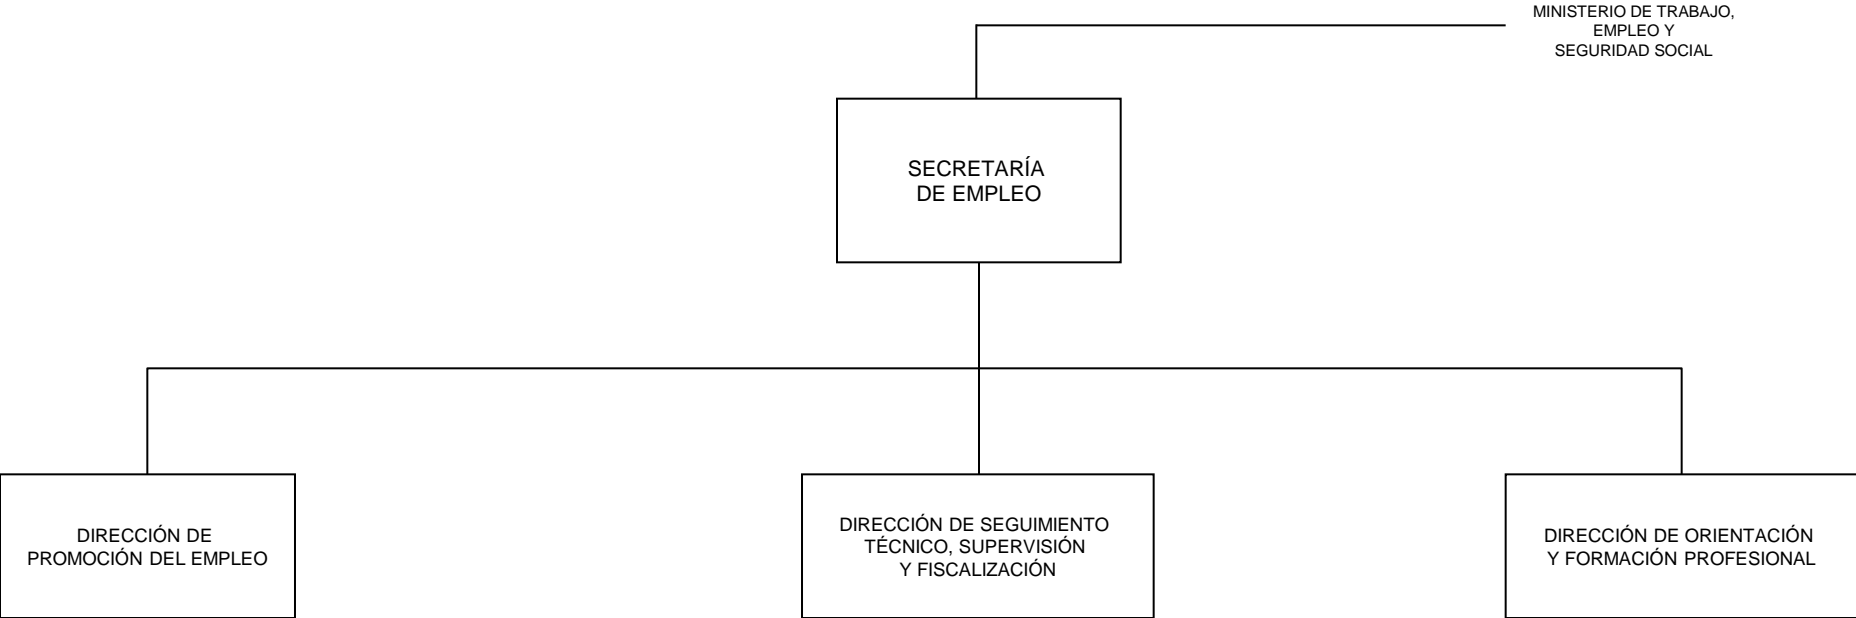 MINISTERIO DE TRABAJO,
EMPLEO Y
SEGURIDAD SOCIAL
SECRETARÍA
DE EMPLEO
DIRECCIÓN DE
PROMOCIÓN DEL EMPLEO
DIRECCIÓN DE SEGUIMIENTO
TÉCNICO, SUPERVISIÓN
Y FISCALIZACIÓN
DIRECCIÓN DE ORIENTACIÓN
Y FORMACIÓN PROFESIONAL